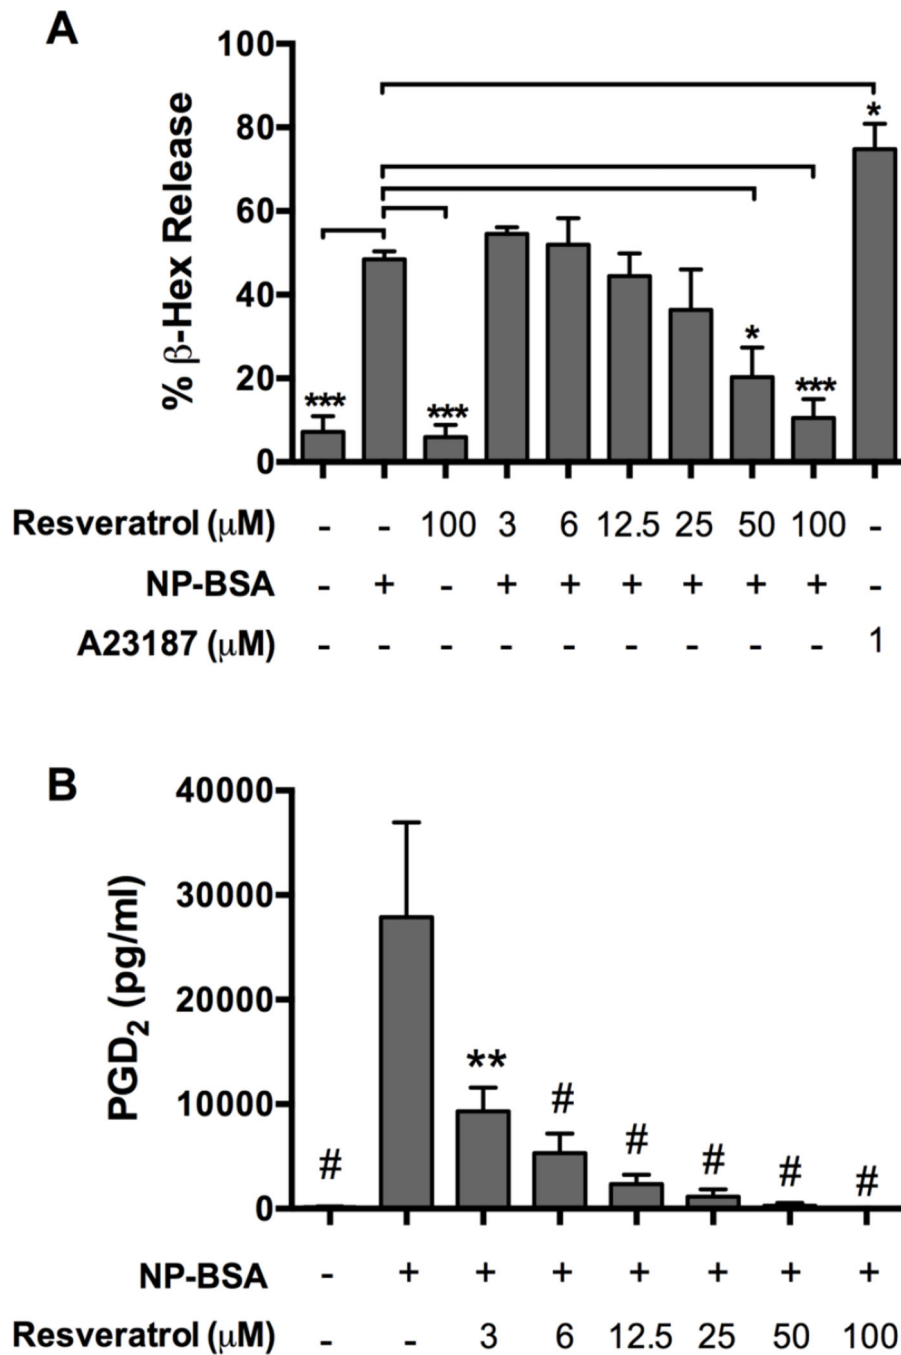 A
100
80
60
40
20
0
% β-Hex Release
*
*
***
***
***
Resveratrol (μM) - - 100 3 6 12.5 25 50 100 -
NP-BSA - + - + + + + + + -
A23187 (μM) - - - - - - - - - 1
B
40000
30000
20000
10000
0
PGD₂ (pg/ml)
**
# # # # # #
NP-BSA - + + + + + + +
Resveratrol (μM) - - 3 6 12.5 25 50 100